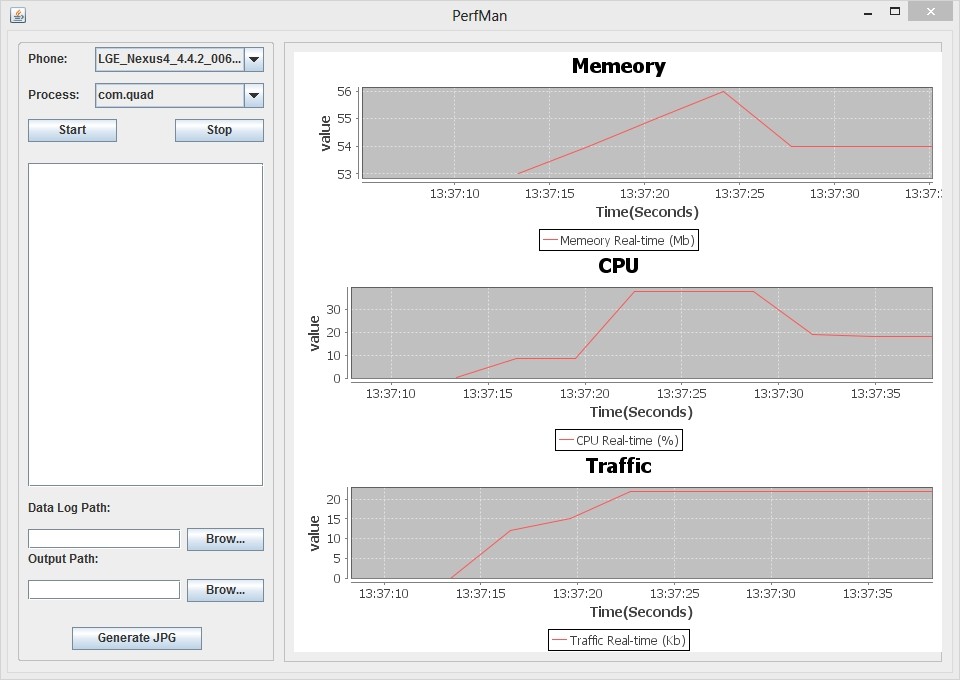 PerfMan
Phone:
LGE_Nexus4_4.4.2_006...
Process:
com.quad
Start
Stop
Data Log Path:
Browse...
Output Path:
Browse...
Generate JPG
Memeory
56
55
54
53
value
13:37:10 13:37:15 13:37:20 13:37:25 13:37:30 13:37:
Time(Seconds)
Memeory Real-time (Mb)
CPU
30
20
10
0
value
13:37:10 13:37:15 13:37:20 13:37:25 13:37:30 13:37:35
Time(Seconds)
CPU Real-time (%)
Traffic
20
15
10
5
0
value
13:37:10 13:37:15 13:37:20 13:37:25 13:37:30 13:37:35
Time(Seconds)
Traffic Real-time (Kb)